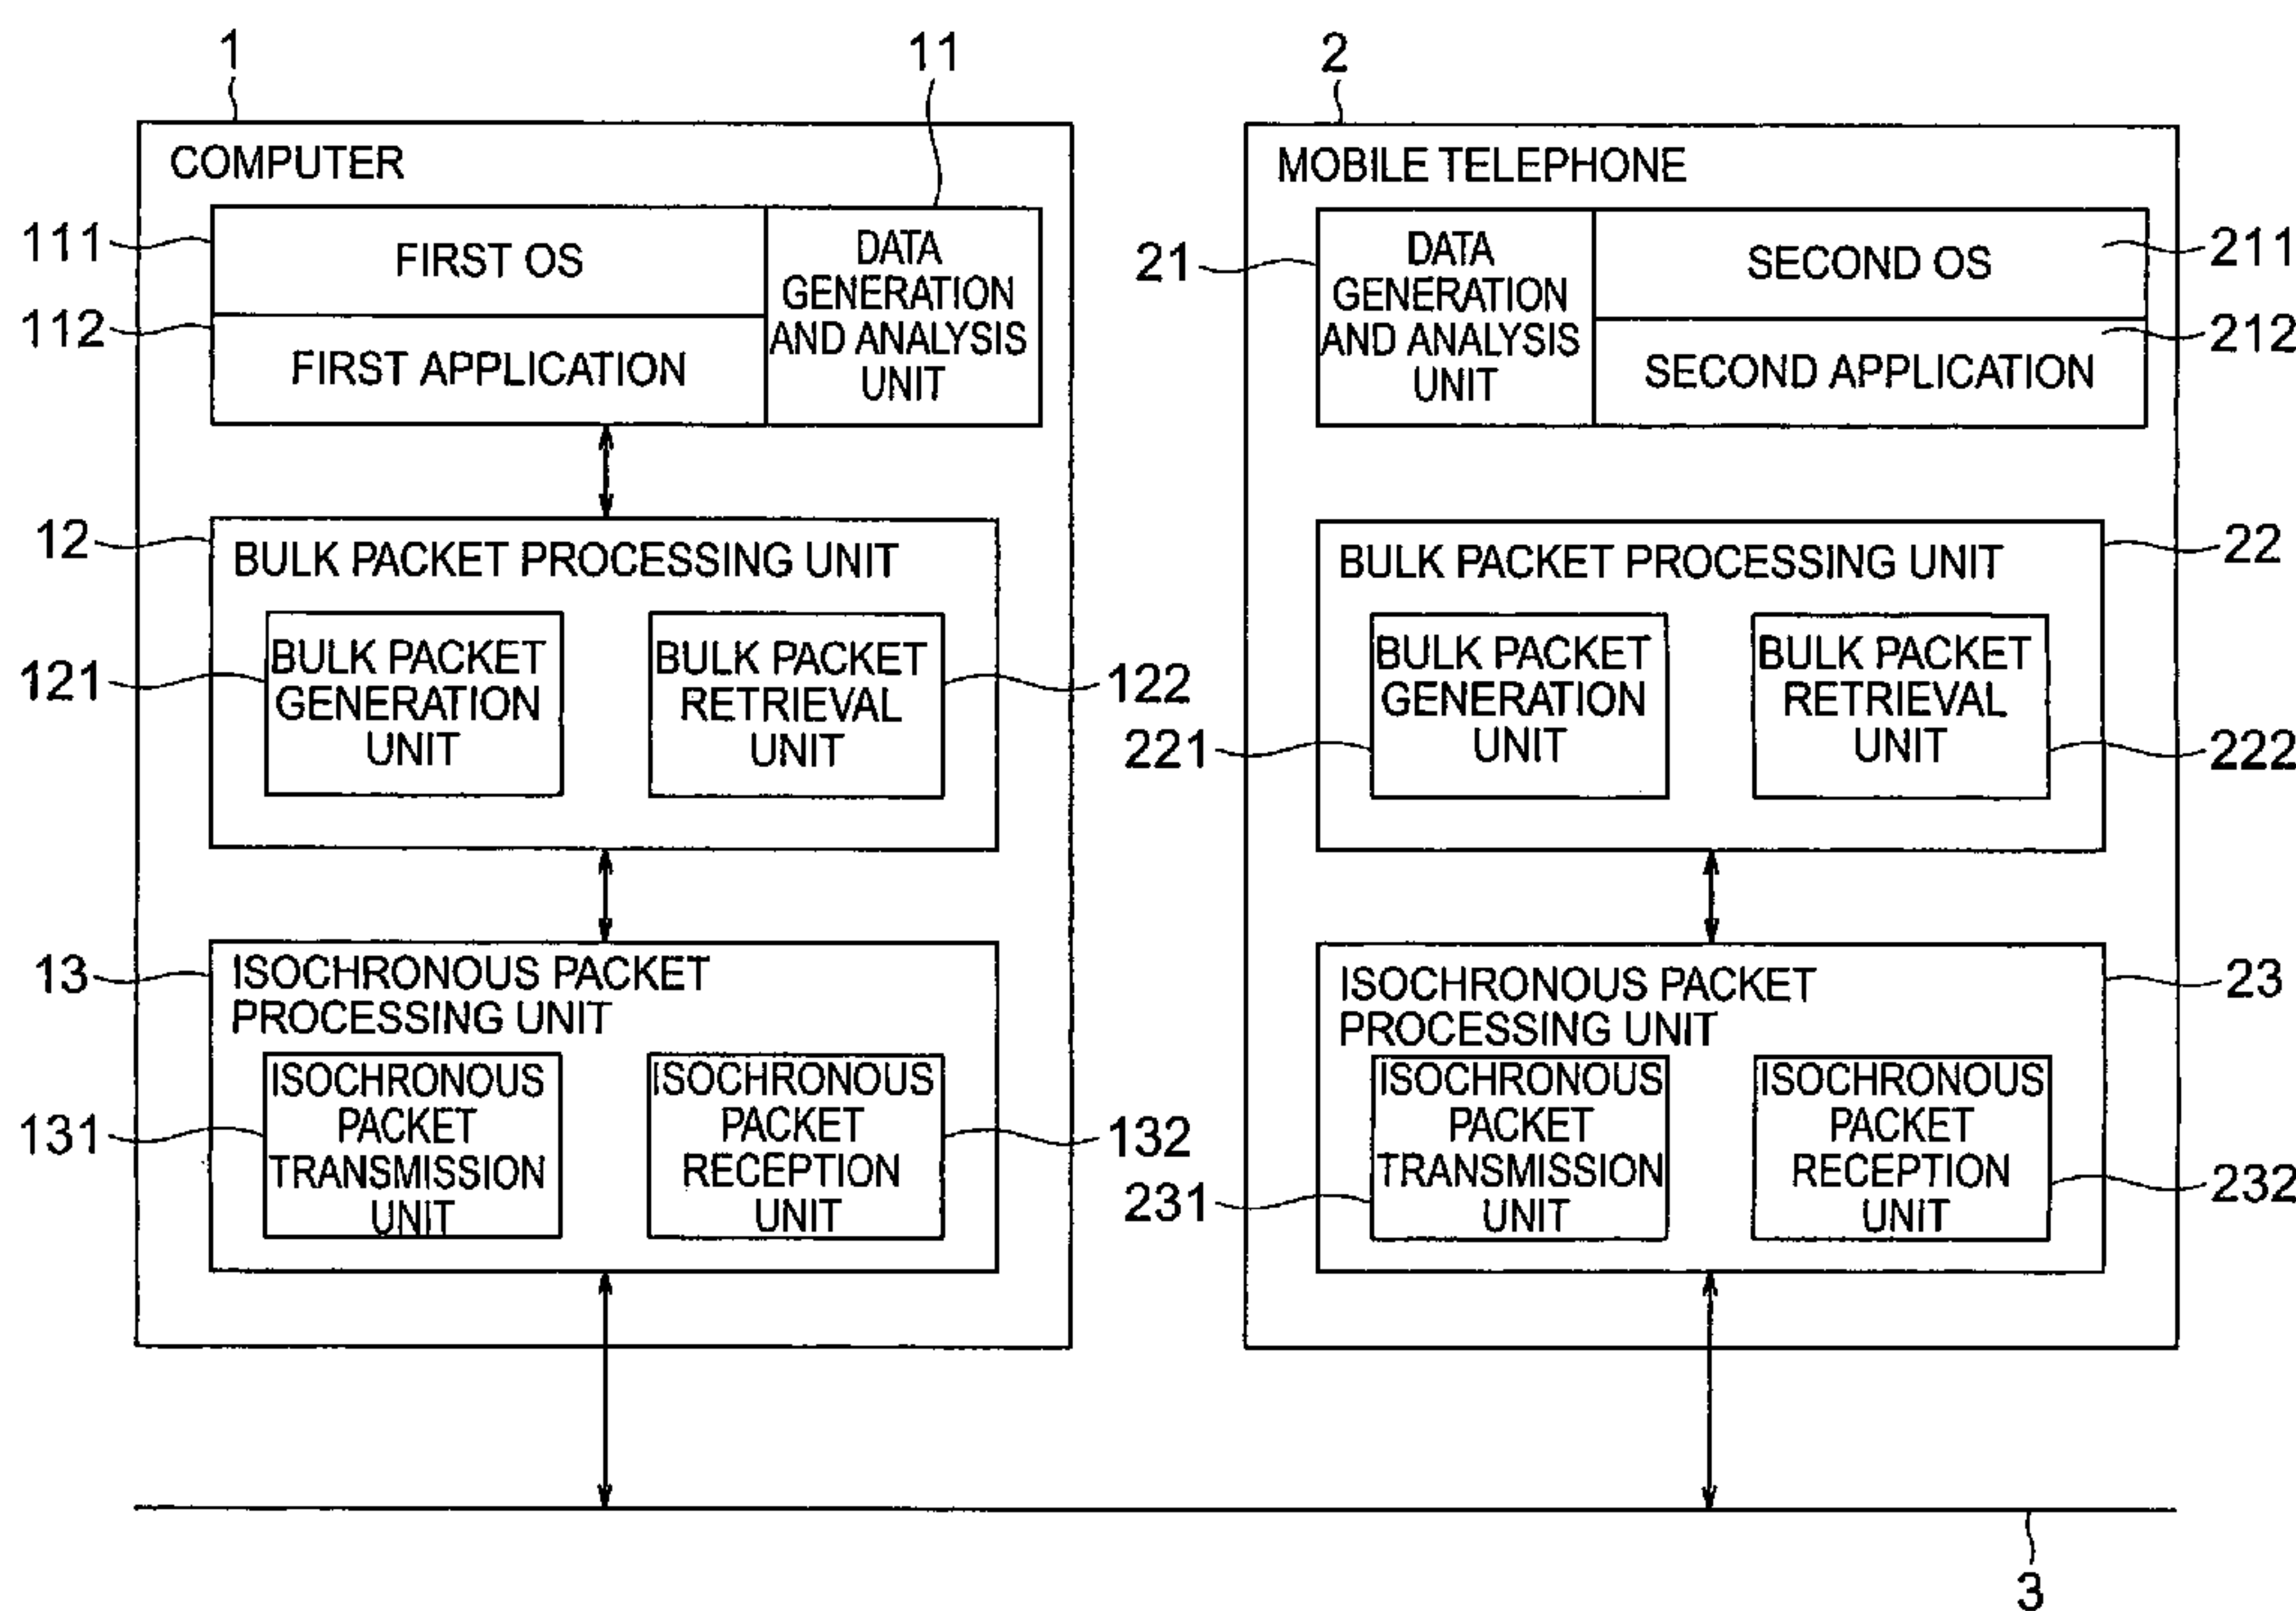 1
11
2
COMPUTER
111
FIRST OS
112
FIRST APPLICATION
DATA
GENERATION
AND ANALYSIS
UNIT
12
BULK PACKET PROCESSING UNIT
121
BULK PACKET
GENERATION
UNIT
BULK PACKET
RETRIEVAL
UNIT
122
13
ISOCHRONOUS PACKET
PROCESSING UNIT
131
ISOCHRONOUS
PACKET
TRANSMISSION
UNIT
ISOCHRONOUS
PACKET
RECEPTION
UNIT
132
MOBILE TELEPHONE
21
DATA
GENERATION
AND ANALYSIS
UNIT
SECOND OS
211
SECOND APPLICATION
212
BULK PACKET PROCESSING UNIT
22
221
BULK PACKET
GENERATION
UNIT
BULK PACKET
RETRIEVAL
UNIT
222
ISOCHRONOUS PACKET
PROCESSING UNIT
23
231
ISOCHRONOUS
PACKET
TRANSMISSION
UNIT
ISOCHRONOUS
PACKET
RECEPTION
UNIT
232
3